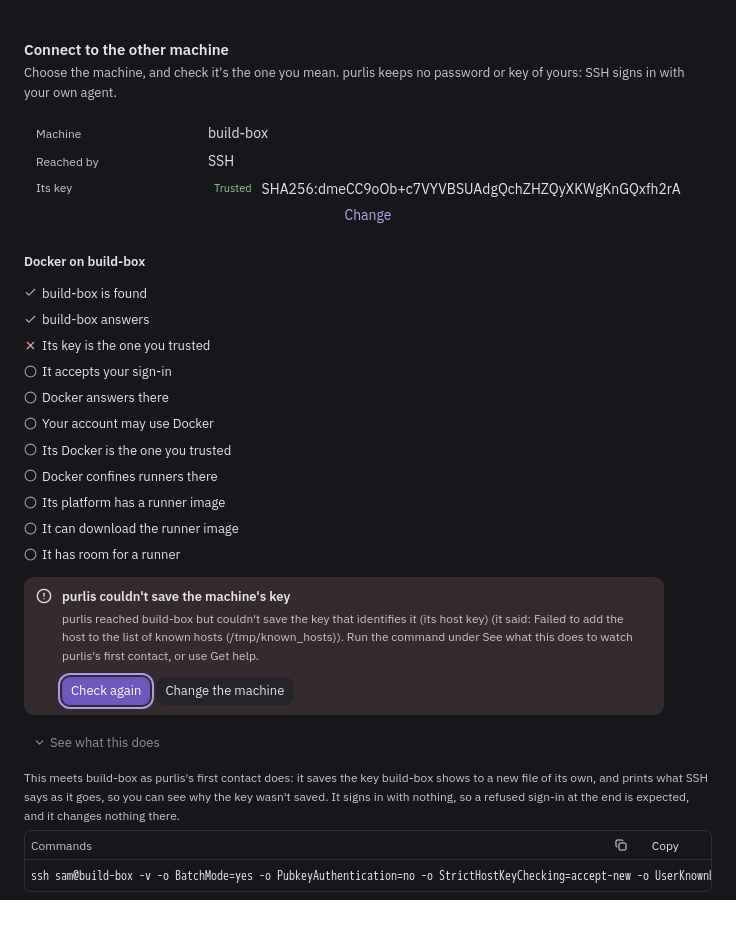 Connect to the other machine
Choose the machine, and check it's the one you mean. purlis keeps no password or key of yours: SSH signs in with
your own agent.
Machine build-box
Reached by SSH
Its key Trusted SHA256:dmeCC9oOb+c7VYVBSUAdgQchZHZQyXKWgKnGQxfh2rA
Change
Docker on build-box
build-box is found
build-box answers
Its key is the one you trusted
It accepts your sign-in
Docker answers there
Your account may use Docker
Its Docker is the one you trusted
Docker confines runners there
Its platform has a runner image
It can download the runner image
It has room for a runner
purlis couldn't save the machine's key
purlis reached build-box but couldn't save the key that identifies it (its host key) (it said: Failed to add the
host to the list of known hosts (/tmp/known_hosts)). Run the command under See what this does to watch
purlis's first contact, or use Get help.
Check again Change the machine
See what this does
This meets build-box as purlis's first contact does: it saves the key build-box shows to a new file of its own, and prints what SSH
says as it goes, so you can see why the key wasn't saved. It signs in with nothing, so a refused sign-in at the end is expected,
and it changes nothing there.
Commands Copy
ssh sam@build-box -v -o BatchMode=yes -o PubkeyAuthentication=no -o StrictHostKeyChecking=accept-new -o UserKnown